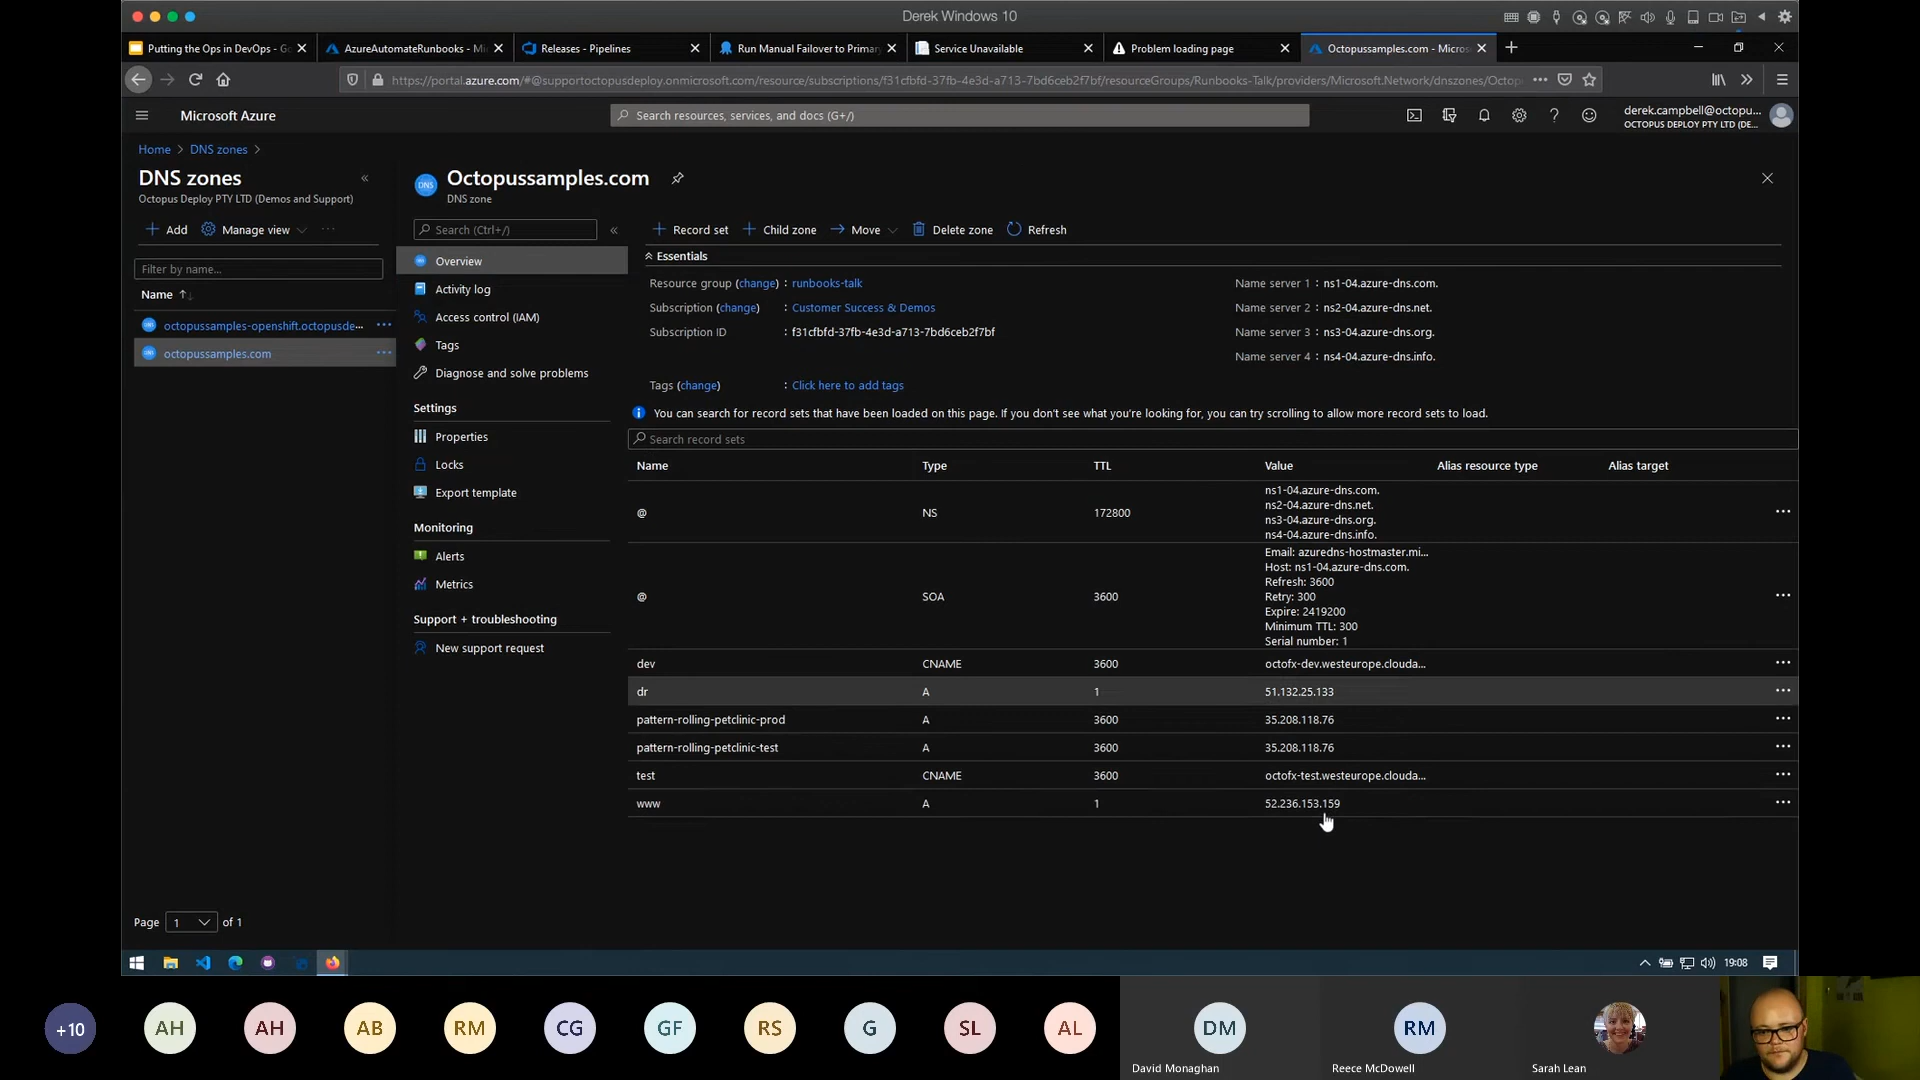 Derek Windows 10
Putting the Ops in DevOps - Go
AzureAutomateRunbooks - Mi
Releases - Pipelines
Run Manual Failover to Primary
Service Unavailable
Problem loading page
Octopussamples.com - Micros
https://portal.azure.com/#@supportoctopusdeploy.onmicrosoft.com/resource/subscriptions/f31cfbfd-37fb-4e3d-a713-7bd6ceb2f7bf/resourceGroups/Runbooks-Talk/providers/Microsoft.Network/dnszones/Octop
Microsoft Azure
Search resources, services, and docs (G+/)
derek.campbell@octopu...
OCTOPUS DEPLOY PTY LTD (DE...
Home > DNS zones >
DNS zones
Octopus Deploy PTY LTD (Demos and Support)
Add
Manage view
Filter by name...
Name
octopussamples-openshift.octopusde...
octopussamples.com
Page 1 of 1
DNS
Octopussamples.com
DNS zone
Search (Ctrl+/)
Overview
Activity log
Access control (IAM)
Tags
Diagnose and solve problems
Settings
Properties
Locks
Export template
Monitoring
Alerts
Metrics
Support + troubleshooting
New support request
Record set
Child zone
Move
Delete zone
Refresh
Essentials
Resource group (change) : runbooks-talk
Subscription (change) : Customer Success & Demos
Subscription ID : f31cfbfd-37fb-4e3d-a713-7bd6ceb2f7bf
Name server 1 : ns1-04.azure-dns.com.
Name server 2 : ns2-04.azure-dns.net.
Name server 3 : ns3-04.azure-dns.org.
Name server 4 : ns4-04.azure-dns.info.
Tags (change) : Click here to add tags
You can search for record sets that have been loaded on this page. If you don't see what you're looking for, you can try scrolling to allow more record sets to load.
Search record sets
Name Type TTL Value Alias resource type Alias target
@ NS 172800
ns1-04.azure-dns.com.
ns2-04.azure-dns.net.
ns3-04.azure-dns.org.
ns4-04.azure-dns.info.
@ SOA 3600
Email: azuredns-hostmaster.mi...
Host: ns1-04.azure-dns.com.
Refresh: 3600
Retry: 300
Expire: 2419200
Minimum TTL: 300
Serial number: 1
dev CNAME 3600 octofx-dev.westeurope.clouda...
dr A 1 51.132.25.133
pattern-rolling-petclinic-prod A 3600 35.208.118.76
pattern-rolling-petclinic-test A 3600 35.208.118.76
test CNAME 3600 octofx-test.westeurope.clouda...
www A 1 52.236.153.159
19:08
+10
AH
AH
AB
RM
CG
GF
RS
G
SL
AL
DM
David Monaghan
RM
Reece McDowell
Sarah Lean